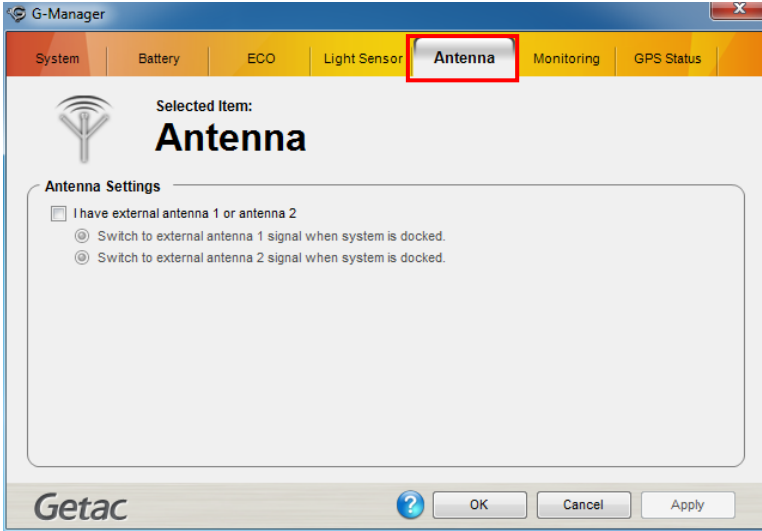 G-Manager
System Battery ECO Light Sensor Antenna Monitoring GPS Status
Selected Item:
Antenna
Antenna Settings
I have external antenna 1 or antenna 2
Switch to external antenna 1 signal when system is docked.
Switch to external antenna 2 signal when system is docked.
Getac ? OK Cancel Apply